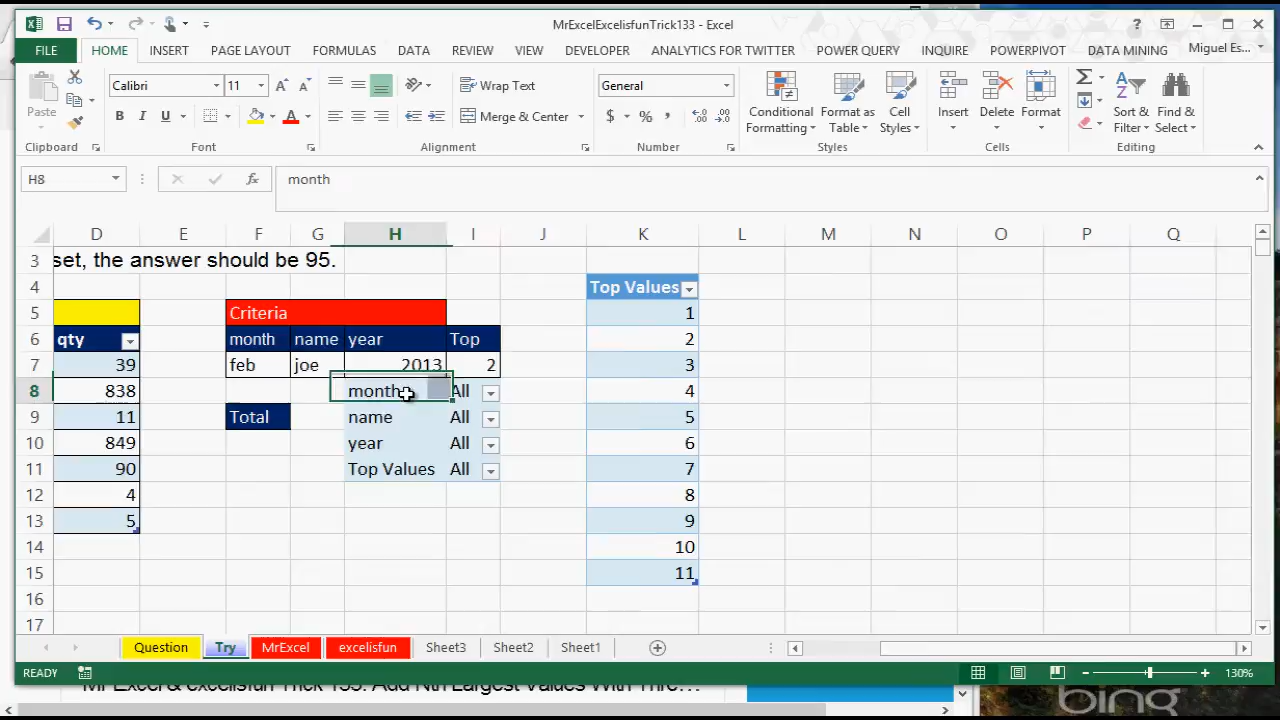 MrExcelExcelisfunTrick133 - Excel
FILE HOME INSERT PAGE LAYOUT FORMULAS DATA REVIEW VIEW DEVELOPER ANALYTICS FOR TWITTER POWER QUERY INQUIRE POWERPIVOT DATA MINING Miguel Es...
Calibri 11 Wrap Text General Σ
Paste B I U A Merge & Center $ % , Conditional Format as Cell Insert Delete Format Sort & Find &
Formatting Table Styles Filter Select
Clipboard Font Alignment Number Styles Cells Editing
H8 fx month
D E F G H I J K L M N O P Q
3 set, the answer should be 95.
4 Top Values
5 Criteria 1
6 qty month name year Top 2
7 39 feb joe 2013 2 3
8 838 month All 4
9 11 Total name All 5
10 849 year All 6
11 90 Top Values All 7
12 4 8
13 5 9
14 10
15 11
16
17
Question Try MrExcel excelisfun Sheet3 Sheet2 Sheet1
READY 130%
bing